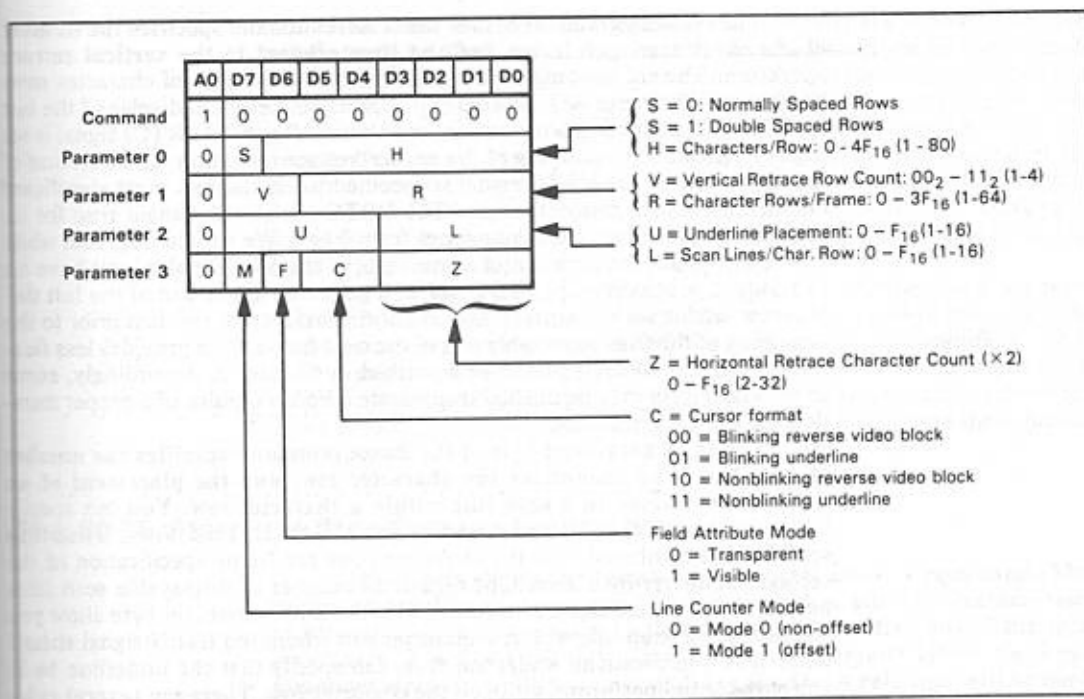 A0 D7 D6 D5 D4 D3 D2 D1 D0
Command 1 0 0 0 0 0 0 0 0
Parameter 0 0 S H
Parameter 1 0 V R
Parameter 2 0 U L
Parameter 3 0 M F C Z
S = 0: Normally Spaced Rows
S = 1: Double Spaced Rows
H = Characters/Row: 0 - 4F16 (1 - 80)
V = Vertical Retrace Row Count: 002 – 112 (1-4)
R = Character Rows/Frame: 0 – 3F16 (1-64)
U = Underline Placement: 0 – F16 (1-16)
L = Scan Lines/Char. Row: 0 – F16 (1-16)
Z = Horizontal Retrace Character Count (×2)
0 – F16 (2-32)
C = Cursor format
00 = Blinking reverse video block
01 = Blinking underline
10 = Nonblinking reverse video block
11 = Nonblinking underline
Field Attribute Mode
0 = Transparent
1 = Visible
Line Counter Mode
0 = Mode 0 (non-offset)
1 = Mode 1 (offset)